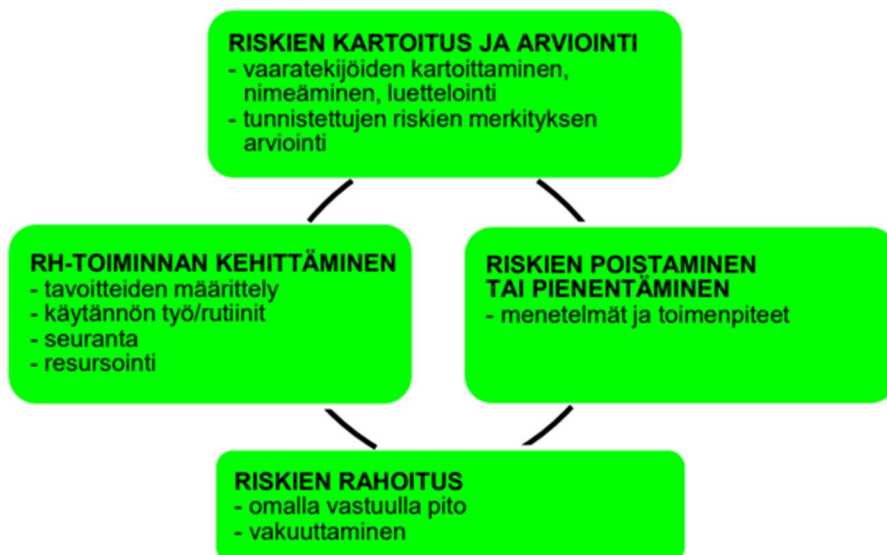 RISKIEN KARTOITUS JA ARVIOINTI
- vaaratekijöiden kartoittaminen,
nimeäminen, luettelointi
- tunnistettujen riskien merkityksen
arviointi
RH-TOIMINNAN KEHITTÄMINEN
- tavoitteiden määrittely
- käytännön työ/rutiinit
- seuranta
- resursointi
RISKIEN POISTAMINEN
TAI PIENENTÄMINEN
- menetelmät ja toimenpiteet
RISKIEN RAHOITUS
- omalla vastuulla pito
- vakuuttaminen